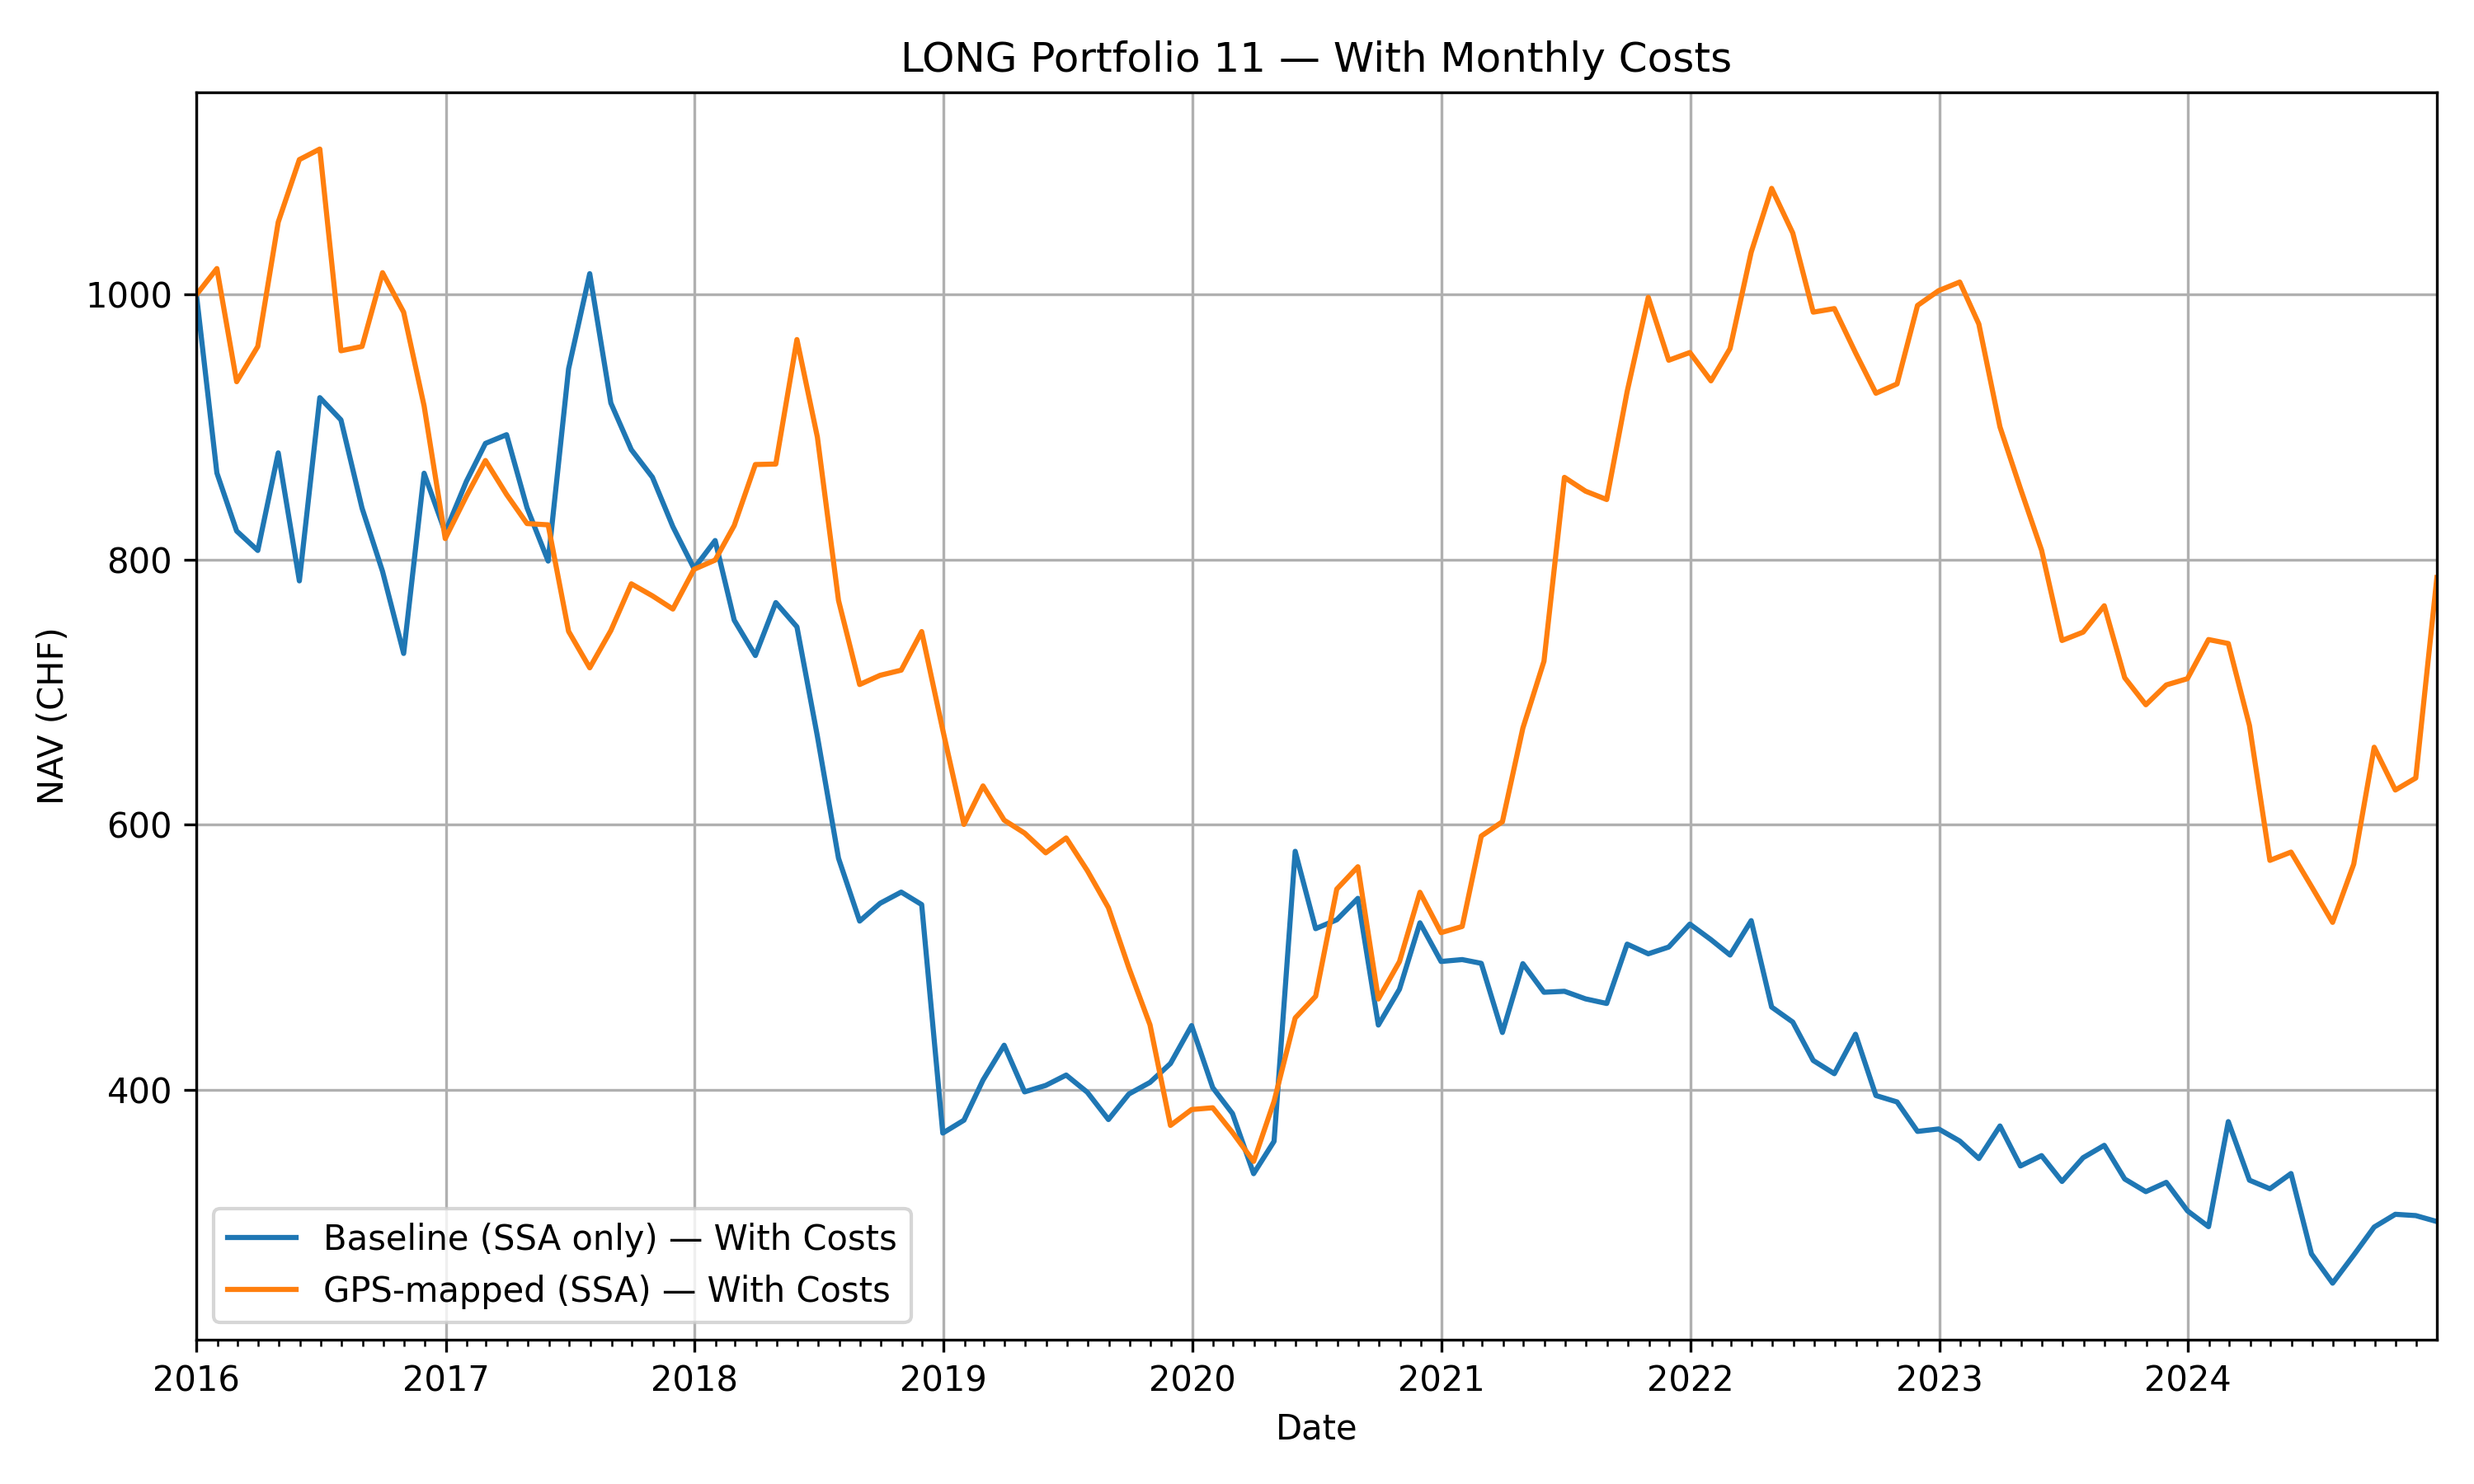 LONG Portfolio 11 — With Monthly Costs
NAV (CHF)
1000
800
600
400
Baseline (SSA only) — With Costs
GPS-mapped (SSA) — With Costs
2016 2017 2018 2019 2020 2021 2022 2023 2024
Date